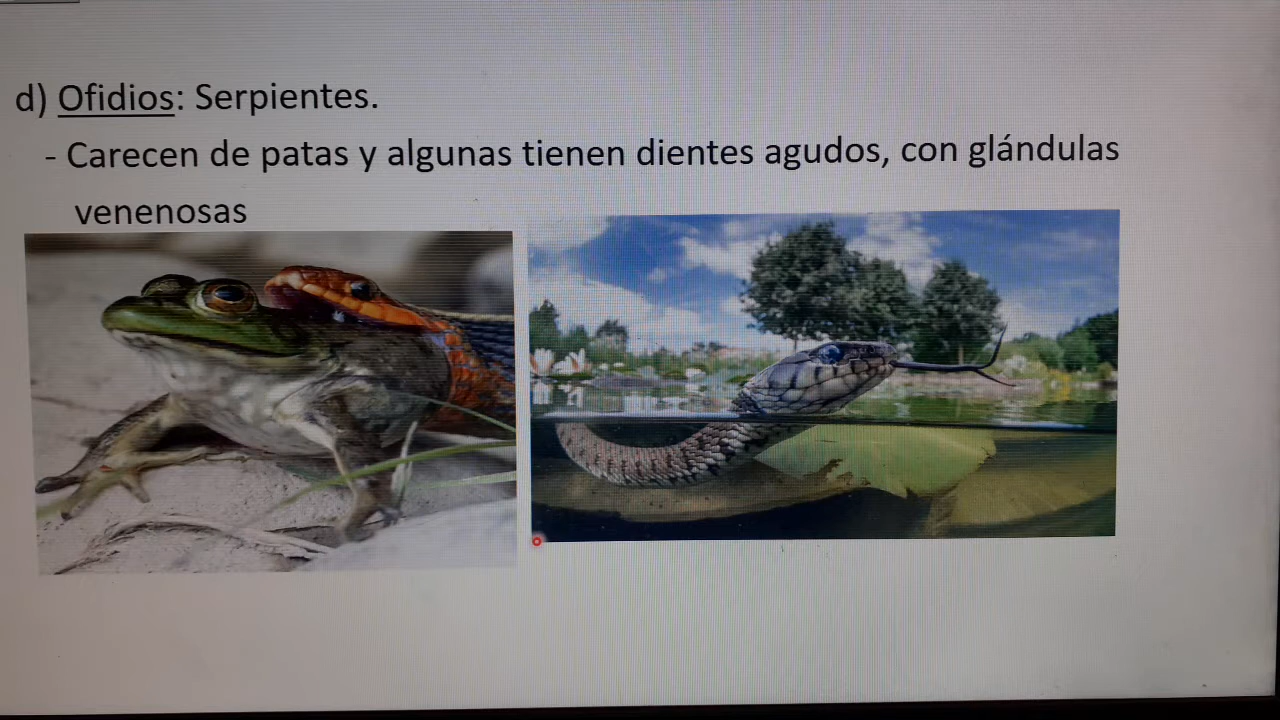 d) Ofidios: Serpientes.
- Carecen de patas y algunas tienen dientes agudos, con glándulas
venenosas